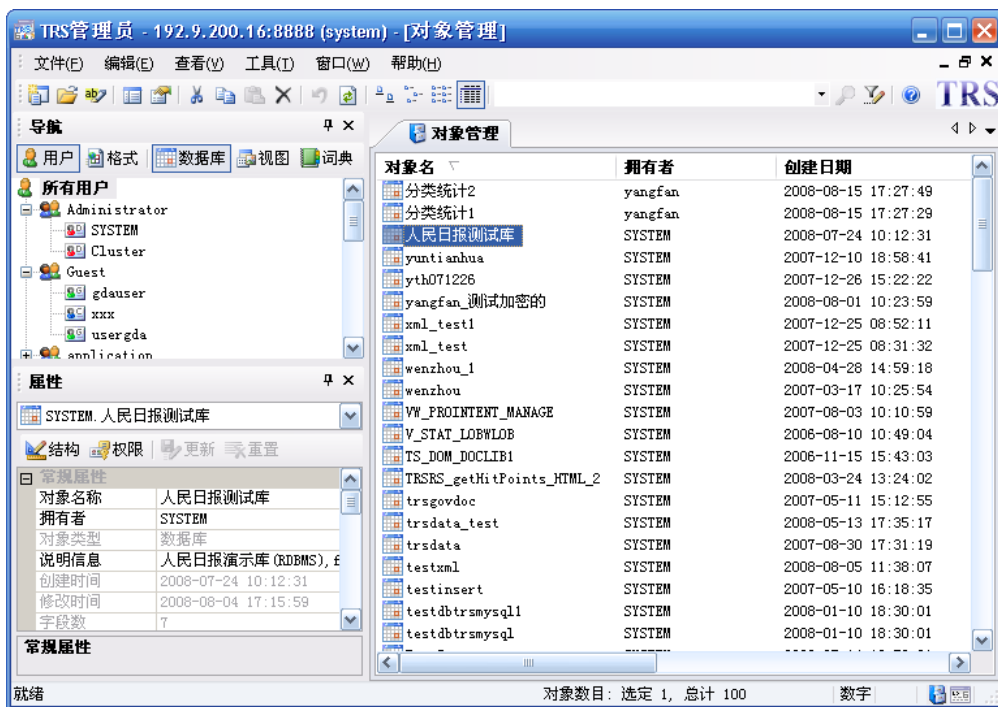 TRS管理员 - 192.9.200.16:8888 (system) - [对象管理]
文件(F) 编辑(E) 查看(V) 工具(I) 窗口(W) 帮助(H)
TRS
导航
用户 格式 数据库 视图 词典
所有用户
Administrator
SYSTEM
Cluster
Guest
gdauser
xxx
usergda
application
属性
SYSTEM.人民日报测试库
结构 权限 更新 重置
常规属性
对象名称 人民日报测试库
拥有者 SYSTEM
对象类型 数据库
说明信息 人民日报演示库(RDBMS), f
创建时间 2008-07-24 10:12:31
修改时间 2008-08-04 17:15:59
字段数 7
常规属性
对象管理
对象名 拥有者 创建日期
分类统计2 yangfan 2008-08-15 17:27:49
分类统计1 yangfan 2008-08-15 17:27:29
人民日报测试库 SYSTEM 2008-07-24 10:12:31
yuntianhua SYSTEM 2007-12-10 18:58:41
yth071226 SYSTEM 2007-12-26 15:22:22
yangfan_测试加密的 SYSTEM 2008-08-01 10:23:59
xml_test1 SYSTEM 2007-12-25 08:52:11
xml_test SYSTEM 2007-12-25 08:31:32
wenzhou_1 SYSTEM 2008-04-28 14:59:18
wenzhou SYSTEM 2007-03-17 10:25:54
VW_PROINTENT_MANAGE SYSTEM 2007-08-03 10:10:59
V_STAT_LOBWLOB SYSTEM 2006-08-10 10:49:04
TS_DOM_DOCLIB1 SYSTEM 2006-11-15 15:43:03
TRSRS_getHitPoints_HTML_2 SYSTEM 2008-03-24 13:24:02
trsgovdoc SYSTEM 2007-05-11 15:12:55
trsdata_test SYSTEM 2008-05-13 17:35:17
trsdata SYSTEM 2007-08-30 17:31:19
testxml SYSTEM 2008-08-05 11:38:07
testinsert SYSTEM 2007-05-10 16:18:35
testdbtrsmysql1 SYSTEM 2008-01-10 18:30:01
testdbtrsmysql SYSTEM 2008-01-10 18:30:01
就绪 对象数目: 选定 1, 总计 100 数字